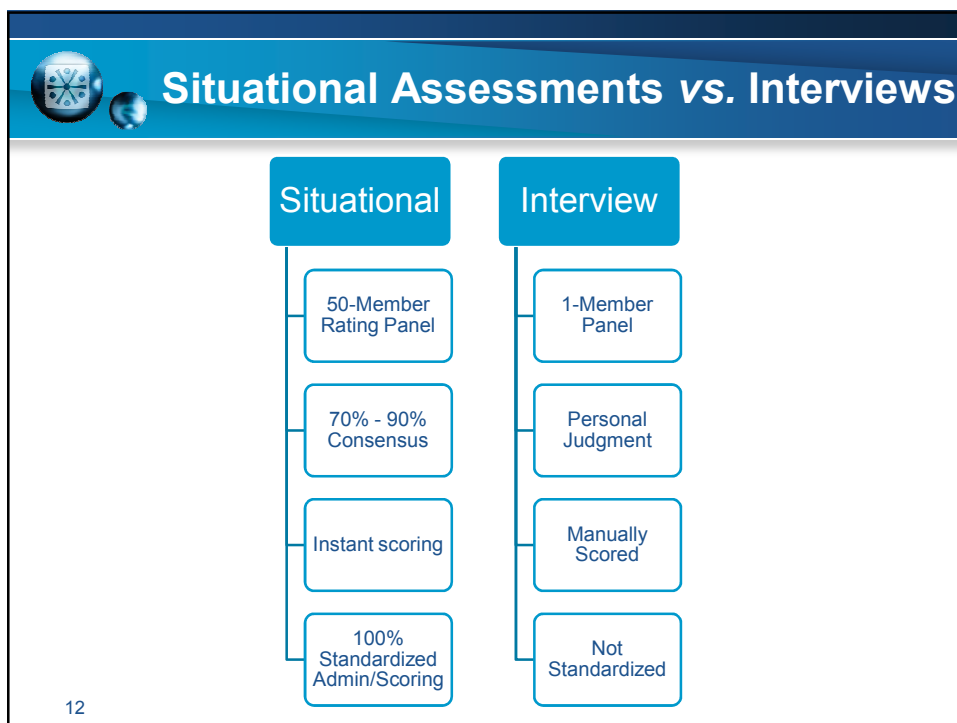 Situational Assessments vs. Interviews
Situational
50-Member
Rating Panel
70% - 90%
Consensus
Instant scoring
100%
Standardized
Admin/Scoring
Interview
1-Member
Panel
Personal
Judgment
Manually
Scored
Not
Standardized
12